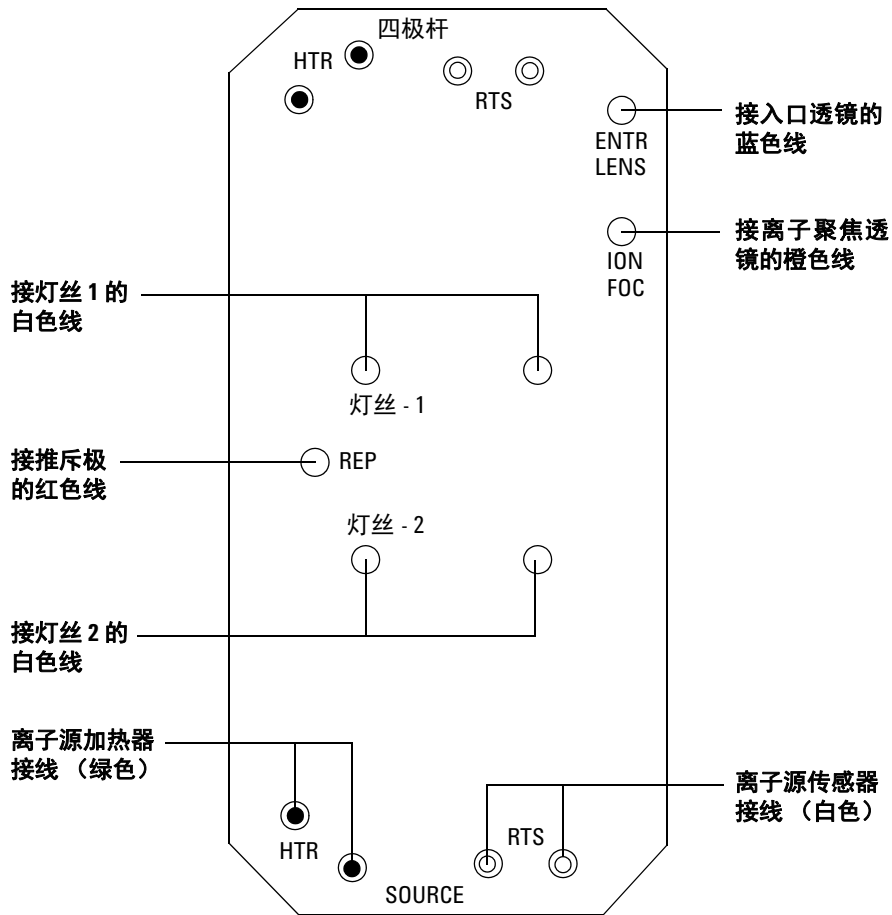 四极杆
HTR
RTS
ENTR
LENS
接入口透镜的
蓝色线
ION
FOC
接离子聚焦透
镜的橙色线
接灯丝 1 的
白色线
灯丝 - 1
接推斥极
的红色线
REP
灯丝 - 2
接灯丝 2 的
白色线
离子源加热器
接线 （绿色）
HTR
SOURCE
RTS
离子源传感器
接线 （白色）